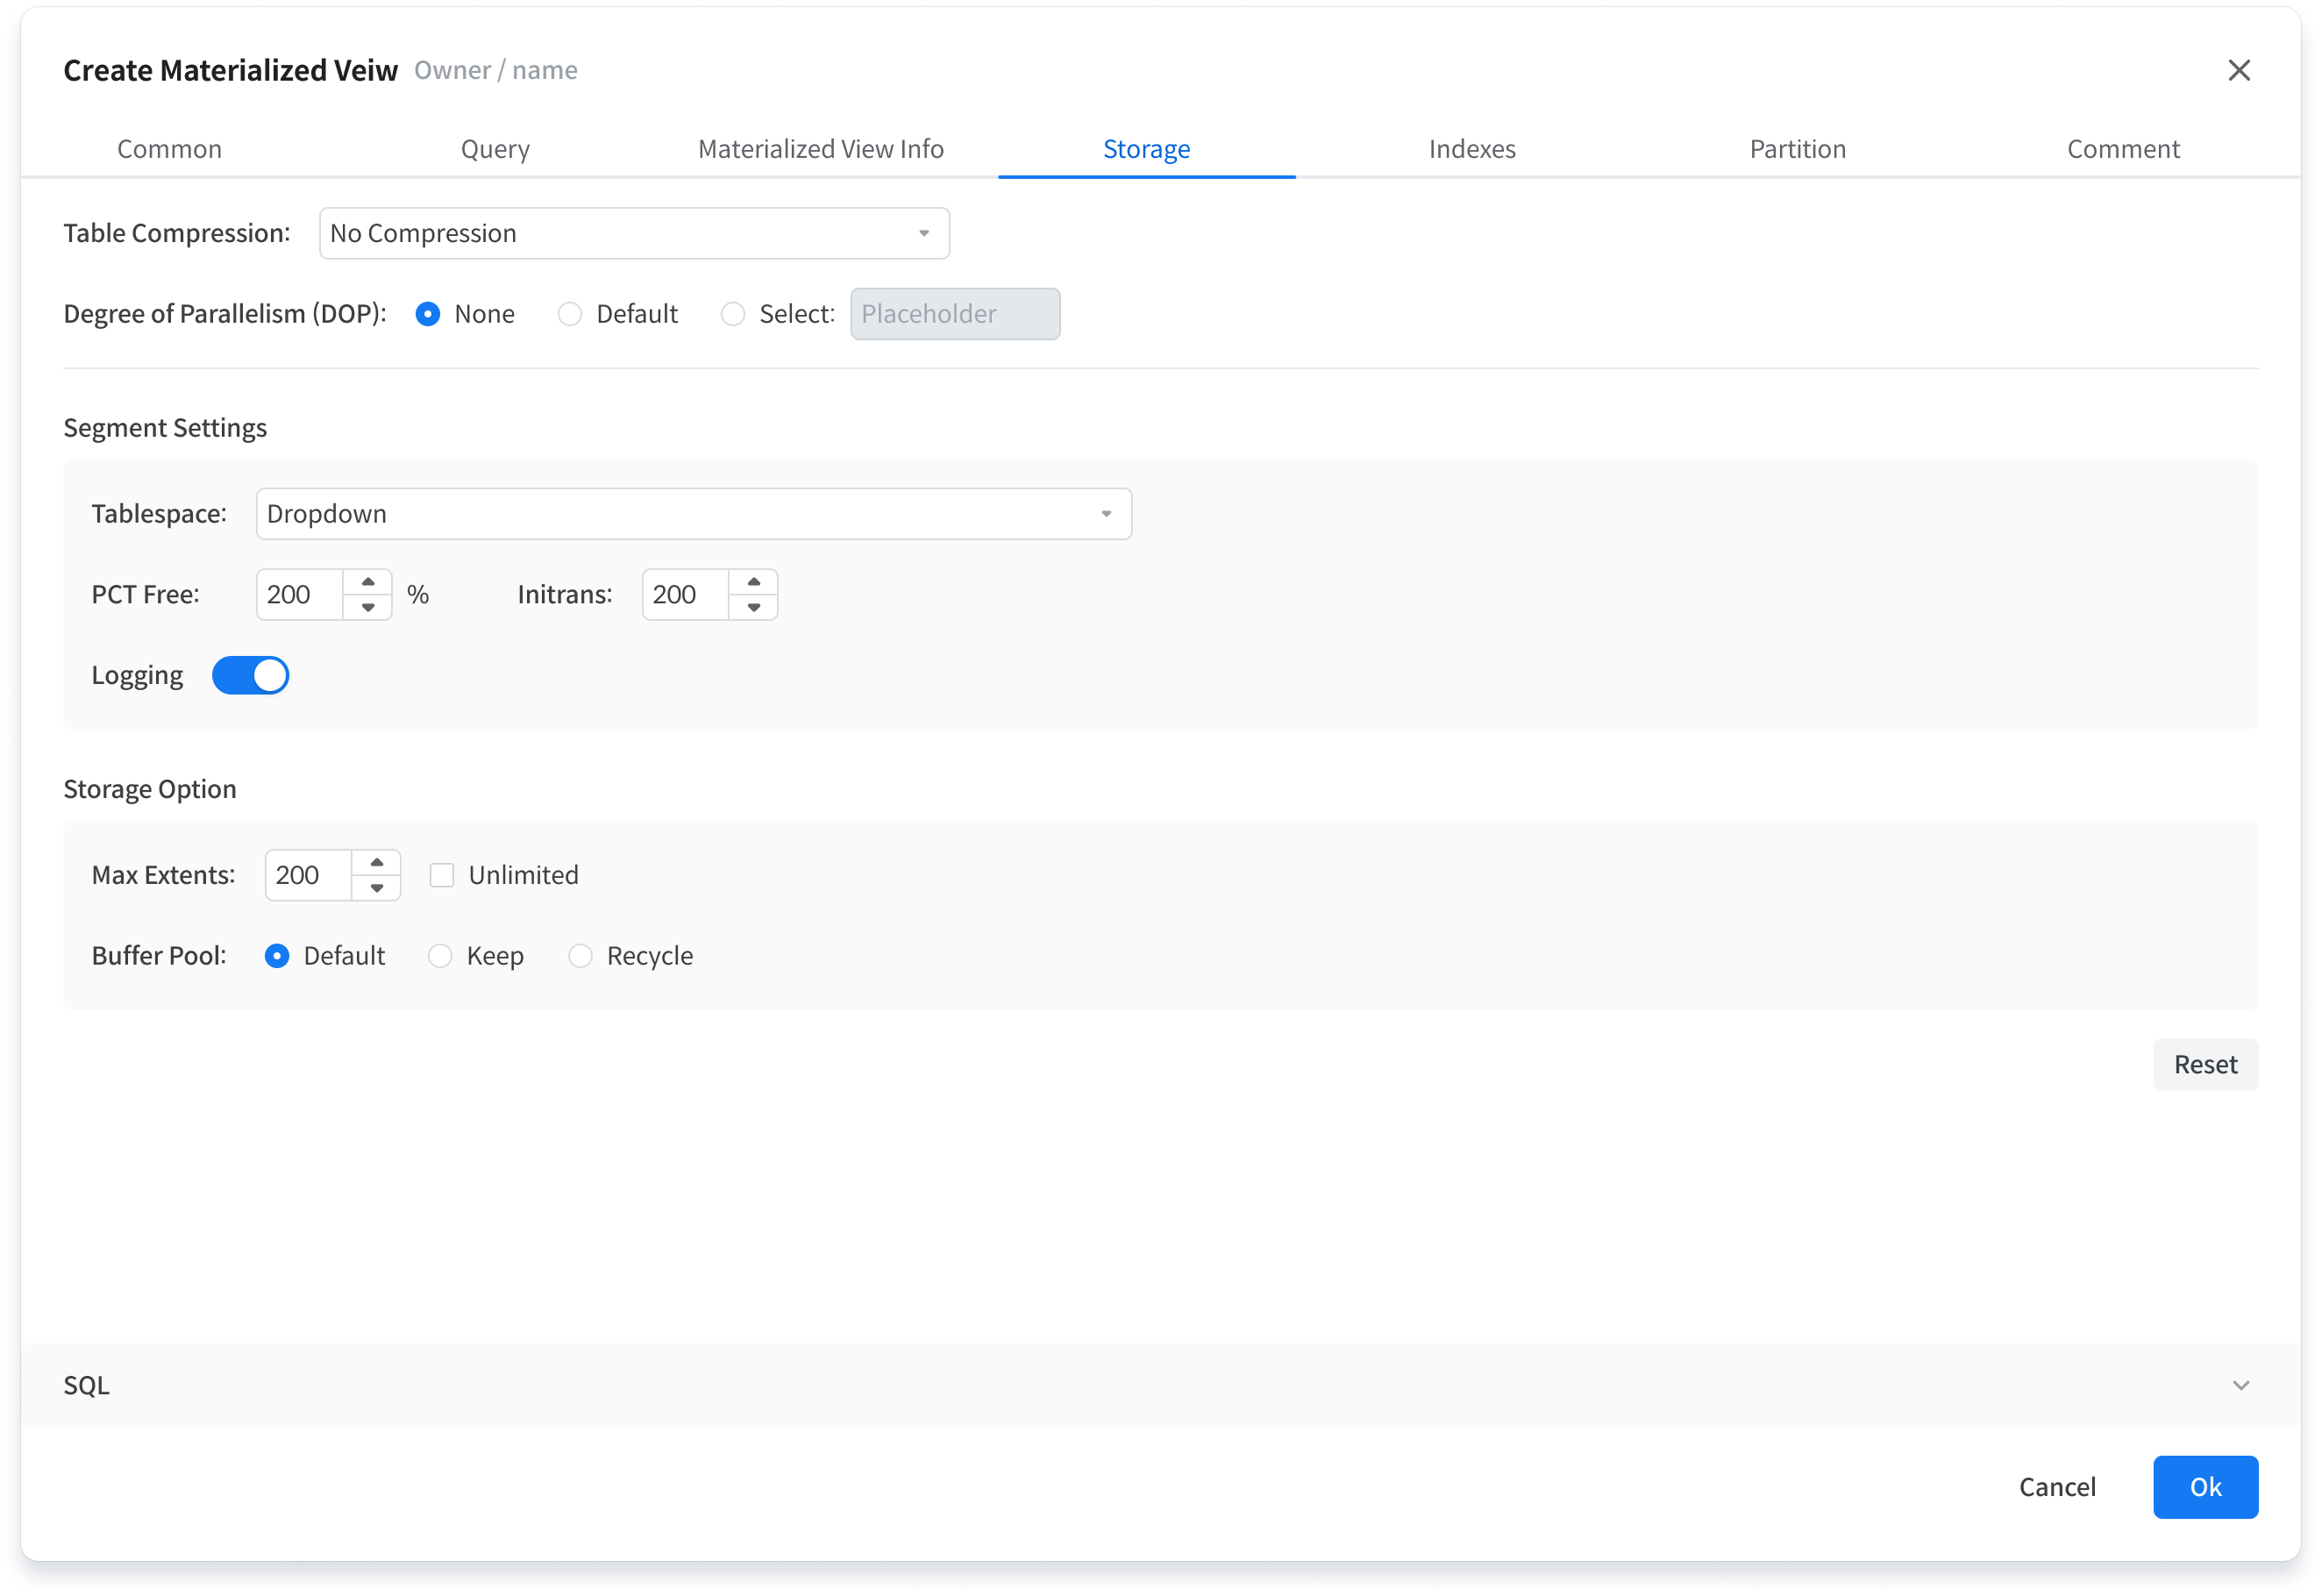 Create Materialized Veiw Owner / name
Common Query Materialized View Info Storage Indexes Partition Comment
Table Compression: No Compression
Degree of Parallelism (DOP): None Default Select: Placeholder
Segment Settings
Tablespace: Dropdown
PCT Free: 200 % Initrans: 200
Logging
Storage Option
Max Extents: 200 Unlimited
Buffer Pool: Default Keep Recycle
Reset
SQL
Cancel Ok